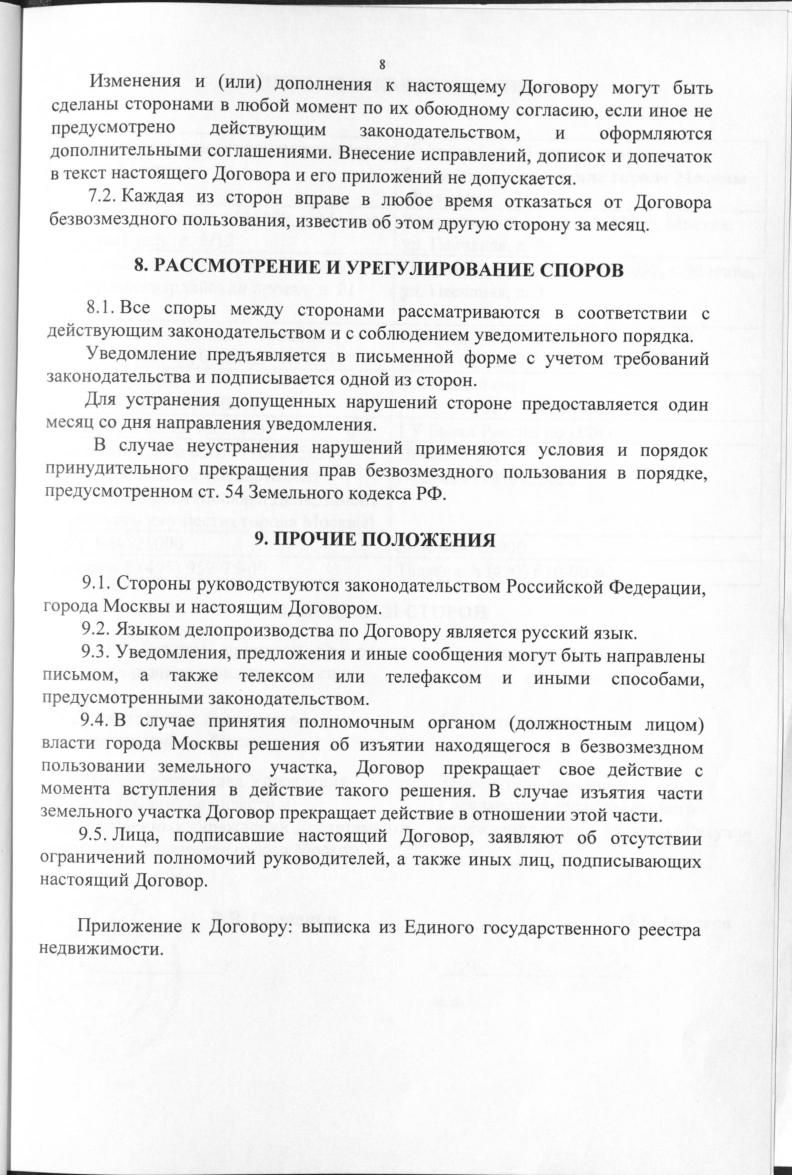 8
Изменения и (или) дополнения к настоящему Договору могут быть
сделаны сторонами в любой момент по их обоюдному согласию, если иное не
предусмотрено действующим законодательством, и оформляются
дополнительными соглашениями. Внесение исправлений, дописок и допечаток
в текст настоящего Договора и его приложений не допускается.
7.2. Каждая из сторон вправе в любое время отказаться от Договора
безвозмездного пользования, известив об этом другую сторону за месяц.
8. РАССМОТРЕНИЕ И УРЕГУЛИРОВАНИЕ СПОРОВ
8.1. Все споры между сторонами рассматриваются в соответствии с
действующим законодательством и с соблюдением уведомительного порядка.
Уведомление предъявляется в письменной форме с учетом требований
законодательства и подписывается одной из сторон.
Для устранения допущенных нарушений стороне предоставляется один
месяц со дня направления уведомления.
В случае неустранения нарушений применяются условия и порядок
принудительного прекращения прав безвозмездного пользования в порядке,
предусмотренном ст. 54 Земельного кодекса РФ.
9. ПРОЧИЕ ПОЛОЖЕНИЯ
9.1. Стороны руководствуются законодательством Российской Федерации,
города Москвы и настоящим Договором.
9.2. Языком делопроизводства по Договору является русский язык.
9.3. Уведомления, предложения и иные сообщения могут быть направлены
письмом, а также телексом или телефаксом и иными способами,
предусмотренными законодательством.
9.4. В случае принятия полномочным органом (должностным лицом)
власти города Москвы решения об изъятии находящегося в безвозмездном
пользовании земельного участка, Договор прекращает свое действие с
момента вступления в действие такого решения. В случае изъятия части
земельного участка Договор прекращает действие в отношении этой части.
9.5. Лица, подписавшие настоящий Договор, заявляют об отсутствии
ограничений полномочий руководителей, а также иных лиц, подписывающих
настоящий Договор.
Приложение к Договору: выписка из Единого государственного реестра
недвижимости.